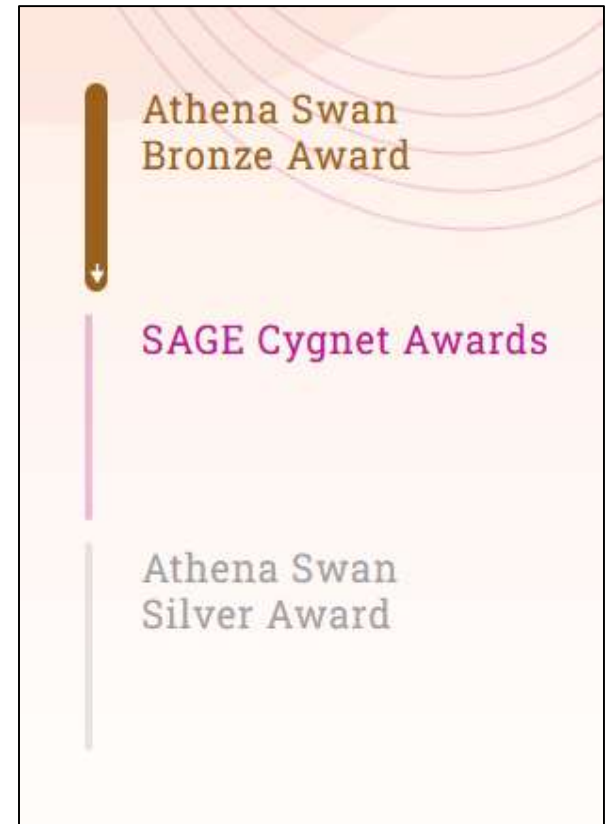 Athena Swan
Bronze Award
SAGE Cygnet Awards
Athena Swan
Silver Award